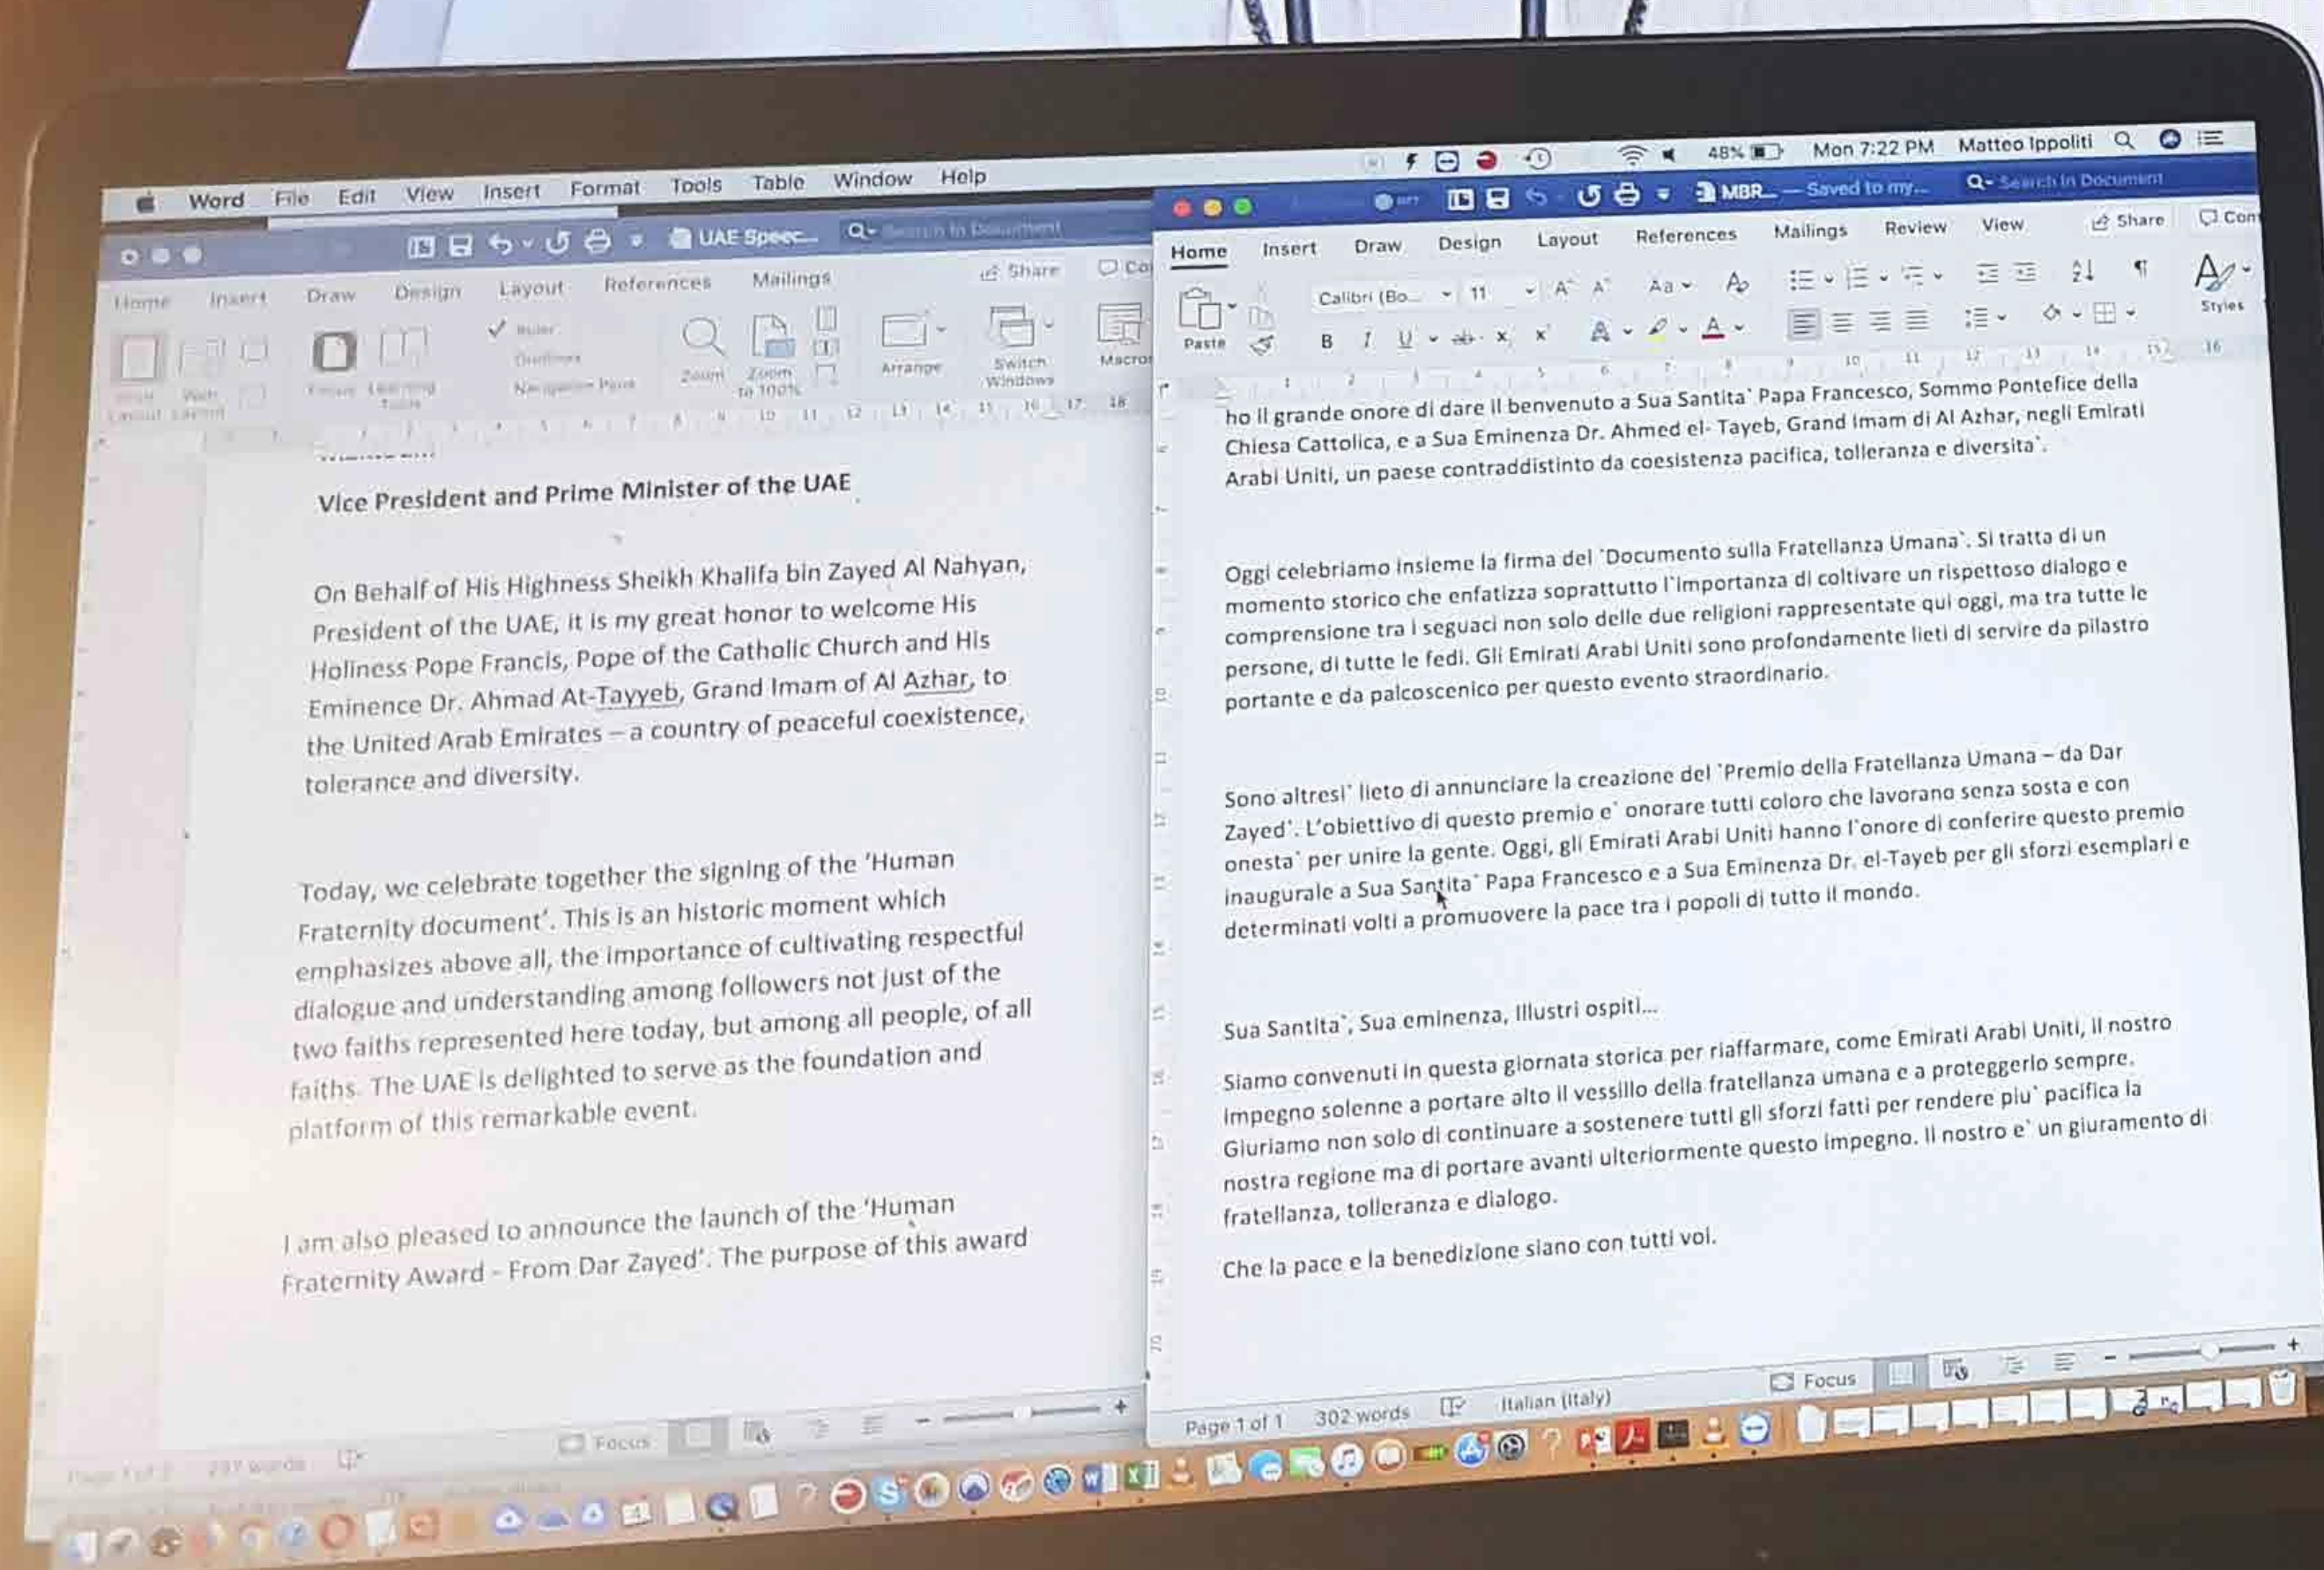 Word File Edit View Insert Format Tools Table Window Help
48% Mon 7:22 PM Matteo Ippoliti
UAE Speec...
Search in Document
Home Insert Draw Design Layout References Mailings Share Co
Ruler
Zoom Zoom to 100% Arrange Switch Windows Macros
Vice President and Prime Minister of the UAE
On Behalf of His Highness Sheikh Khalifa bin Zayed Al Nahyan,
President of the UAE, it is my great honor to welcome His
Holiness Pope Francis, Pope of the Catholic Church and His
Eminence Dr. Ahmad At-Tayyeb, Grand Imam of Al Azhar, to
the United Arab Emirates – a country of peaceful coexistence,
tolerance and diversity.
Today, we celebrate together the signing of the ‘Human
Fraternity document’. This is an historic moment which
emphasizes above all, the importance of cultivating respectful
dialogue and understanding among followers not just of the
two faiths represented here today, but among all people, of all
faiths. The UAE is delighted to serve as the foundation and
platform of this remarkable event.
I am also pleased to announce the launch of the ‘Human
Fraternity Award - From Dar Zayed’. The purpose of this award
Focus
MBR... — Saved to my...
Search in Document
Home Insert Draw Design Layout References Mailings Review View Share Com
Paste Calibri (Bo... 11 Styles
ho il grande onore di dare il benvenuto a Sua Santita` Papa Francesco, Sommo Pontefice della
Chiesa Cattolica, e a Sua Eminenza Dr. Ahmed el- Tayeb, Grand Imam di Al Azhar, negli Emirati
Arabi Uniti, un paese contraddistinto da coesistenza pacifica, tolleranza e diversita`.
Oggi celebriamo insieme la firma del `Documento sulla Fratellanza Umana`. Si tratta di un
momento storico che enfatizza soprattutto l`importanza di coltivare un rispettoso dialogo e
comprensione tra i seguaci non solo delle due religioni rappresentate qui oggi, ma tra tutte le
persone, di tutte le fedi. Gli Emirati Arabi Uniti sono profondamente lieti di servire da pilastro
portante e da palcoscenico per questo evento straordinario.
Sono altresi` lieto di annunciare la creazione del `Premio della Fratellanza Umana – da Dar
Zayed`. L’obiettivo di questo premio e` onorare tutti coloro che lavorano senza sosta e con
onesta` per unire la gente. Oggi, gli Emirati Arabi Uniti hanno l`onore di conferire questo premio
inaugurale a Sua Santita` Papa Francesco e a Sua Eminenza Dr. el-Tayeb per gli sforzi esemplari e
determinati volti a promuovere la pace tra i popoli di tutto il mondo.
Sua Santita`, Sua eminenza, Illustri ospiti...
Siamo convenuti in questa giornata storica per riaffarmare, come Emirati Arabi Uniti, il nostro
impegno solenne a portare alto il vessillo della fratellanza umana e a proteggerlo sempre.
Giuriamo non solo di continuare a sostenere tutti gli sforzi fatti per rendere piu` pacifica la
nostra regione ma di portare avanti ulteriormente questo impegno. Il nostro e` un giuramento di
fratellanza, tolleranza e dialogo.
Che la pace e la benedizione siano con tutti voi.
Page 1 of 1 302 words Italian (Italy) Focus